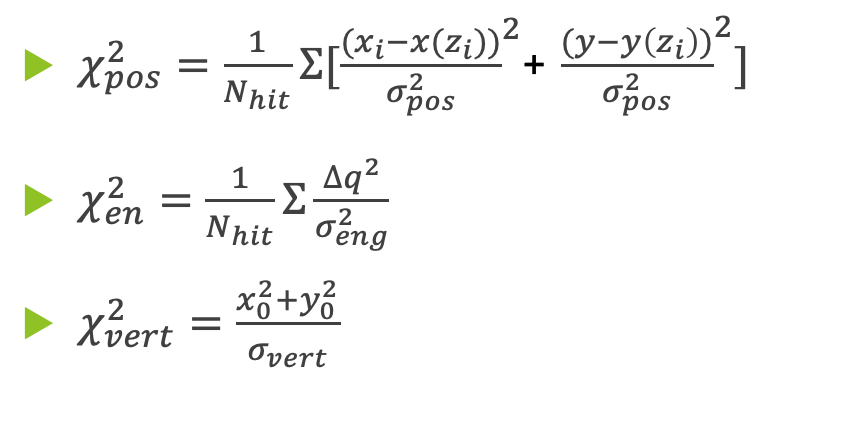 χ²_pos = 1/N_hit Σ[(x_i−x(z_i))²/σ²_pos + (y−y(z_i))²/σ²_pos]
χ²_en = 1/N_hit Σ Δq²/σ²_eng
χ²_vert = x₀²+y₀²/σ_vert